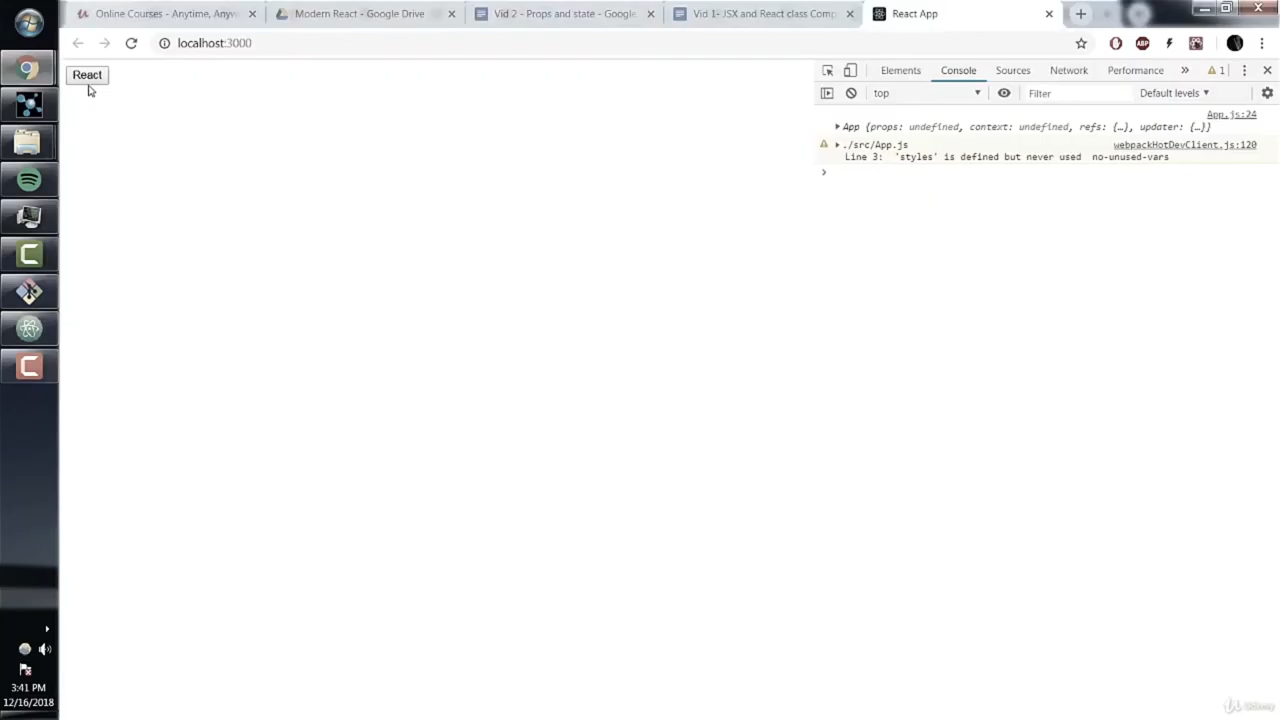 Online Courses - Anytime, Anyw
Modern React - Google Drive
Vid 2 - Props and state - Google
Vid 1- JSX and React class Comp
React App
localhost:3000
ABP
React
Elements
Console
Sources
Network
Performance
»
1
top
Filter
Default levels
App.js:24
App {props: undefined, context: undefined, refs: {…}, updater: {…}}
./src/App.js
webpackHotDevClient.js:120
Line 3: 'styles' is defined but never used no-unused-vars
3:41 PM
12/16/2018
Udemy